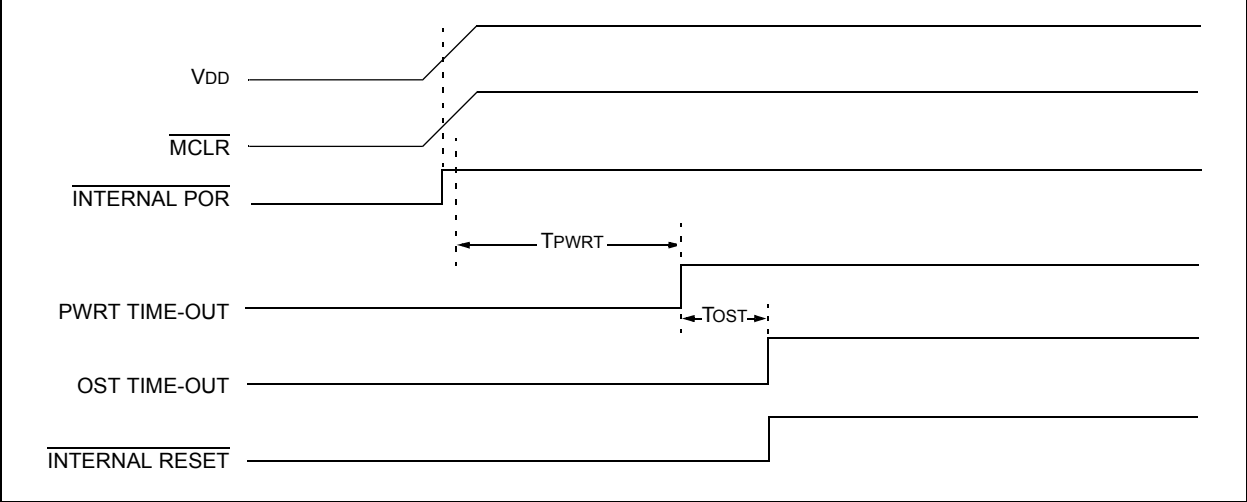 VDD
MCLR
INTERNAL POR
TPWRT
PWRT TIME-OUT
TOST
OST TIME-OUT
INTERNAL RESET